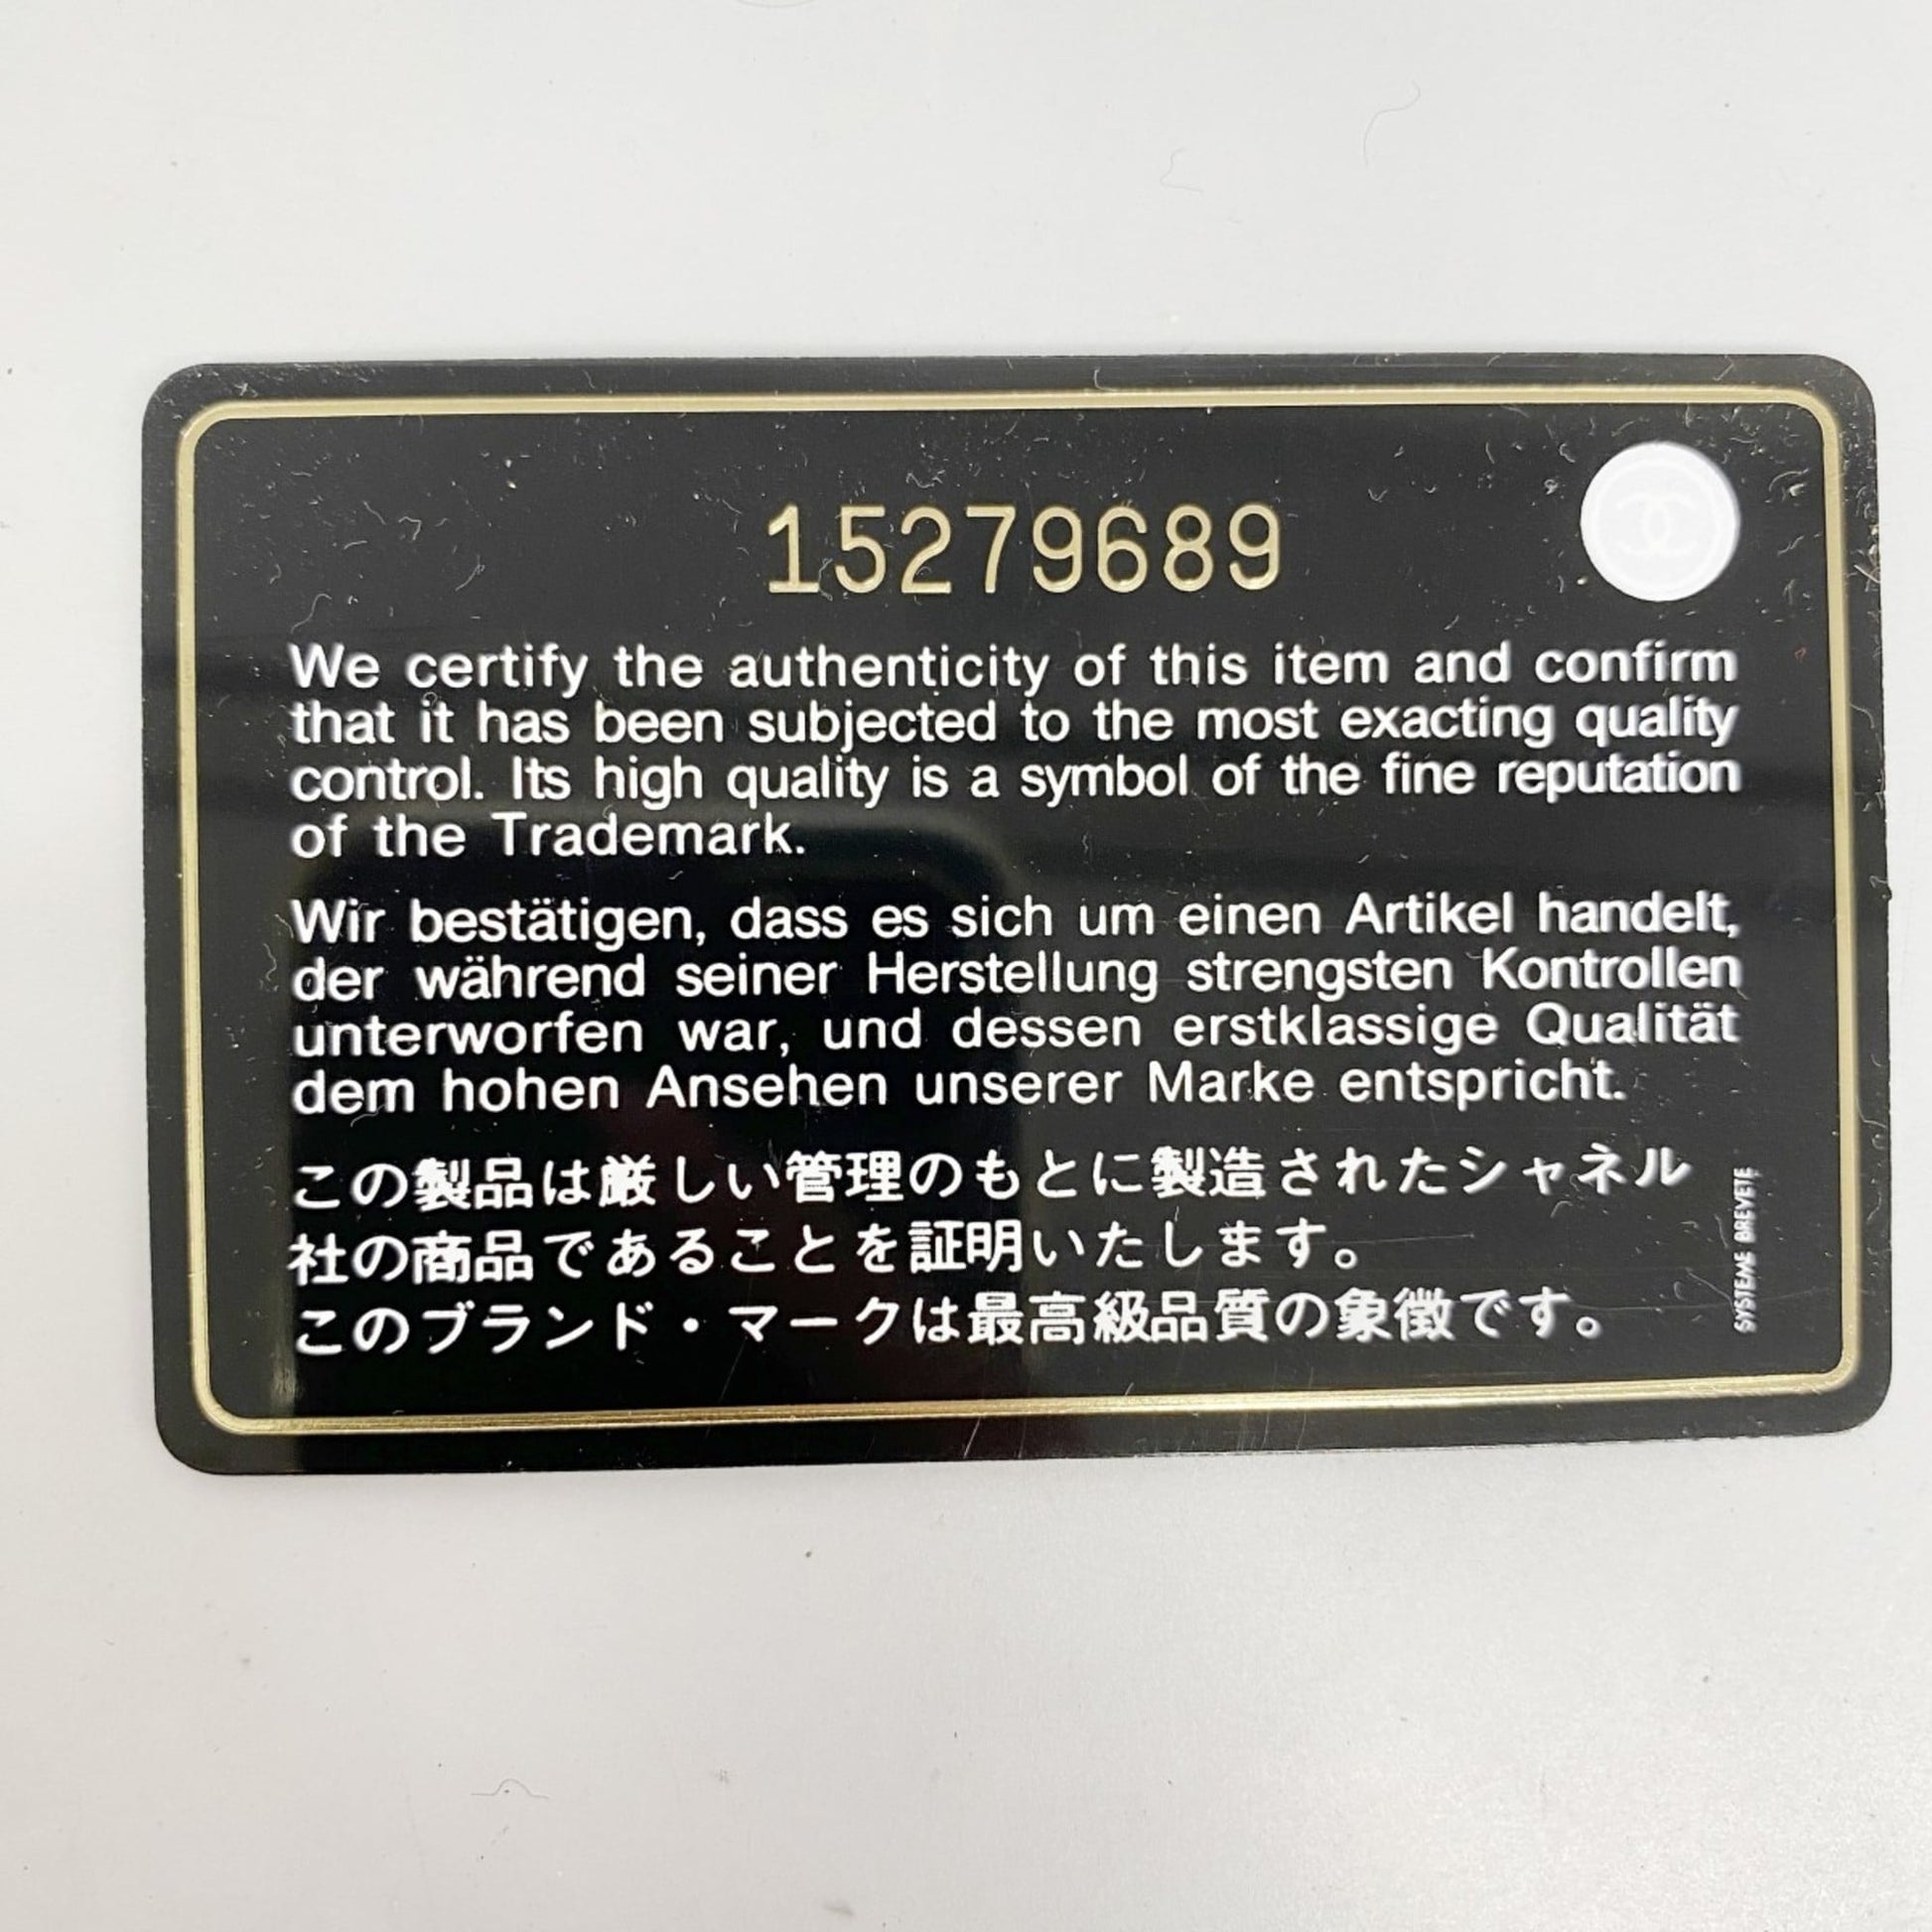 15279689
We certify the authenticity of this item and confirm
that it has been subjected to the most exacting quality
control. Its high quality is a symbol of the fine reputation
of the Trademark.
Wir bestätigen, dass es sich um einen Artikel handelt,
der während seiner Herstellung strengsten Kontrollen
unterworfen war, und dessen erstklassige Qualität
dem hohen Ansehen unserer Marke entspricht.
この製品は厳しい管理のもとに製造されたシャネル
社の商品であることを証明いたします。
このブランド・マークは最高級品質の象徴です。
SYSTEME BREVETE